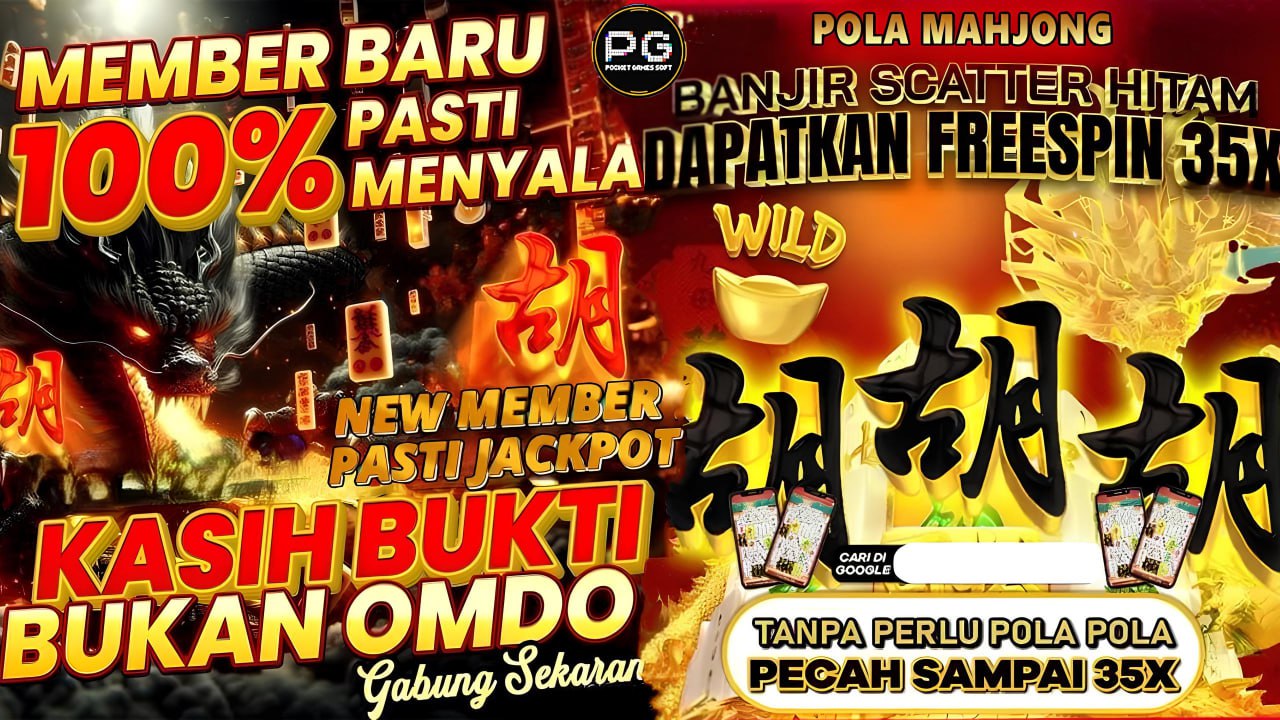 MEMBER BARU
100% PASTI
MENYALA
胡
胡
NEW MEMBER
PASTI JACKPOT
KASIH BUKTI
BUKAN OMDO
Gabung Sekaran
PG
POCKET GAMES SOFT
POLA MAHJONG
BANJIR SCATTER HITAM
DAPATKAN FREESPIN 35X
WILD
胡 胡 胡
CARI DI
GOOGLE
TANPA PERLU POLA POLA
PECAH SAMPAI 35X